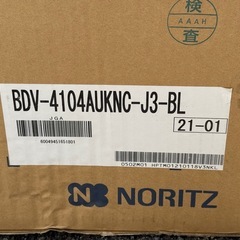 検
AAAH
査
BDV-4104AUKNC-J3-BL
JGA
21-01
NORITZ